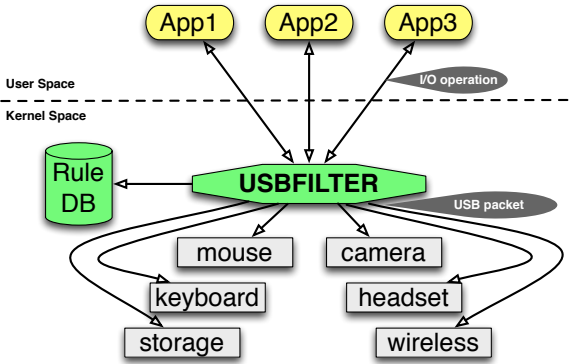 App1 App2 App3
I/O operation
User Space
Kernel Space
Rule
DB
USBFILTER
USB packet
mouse camera
keyboard headset
storage wireless